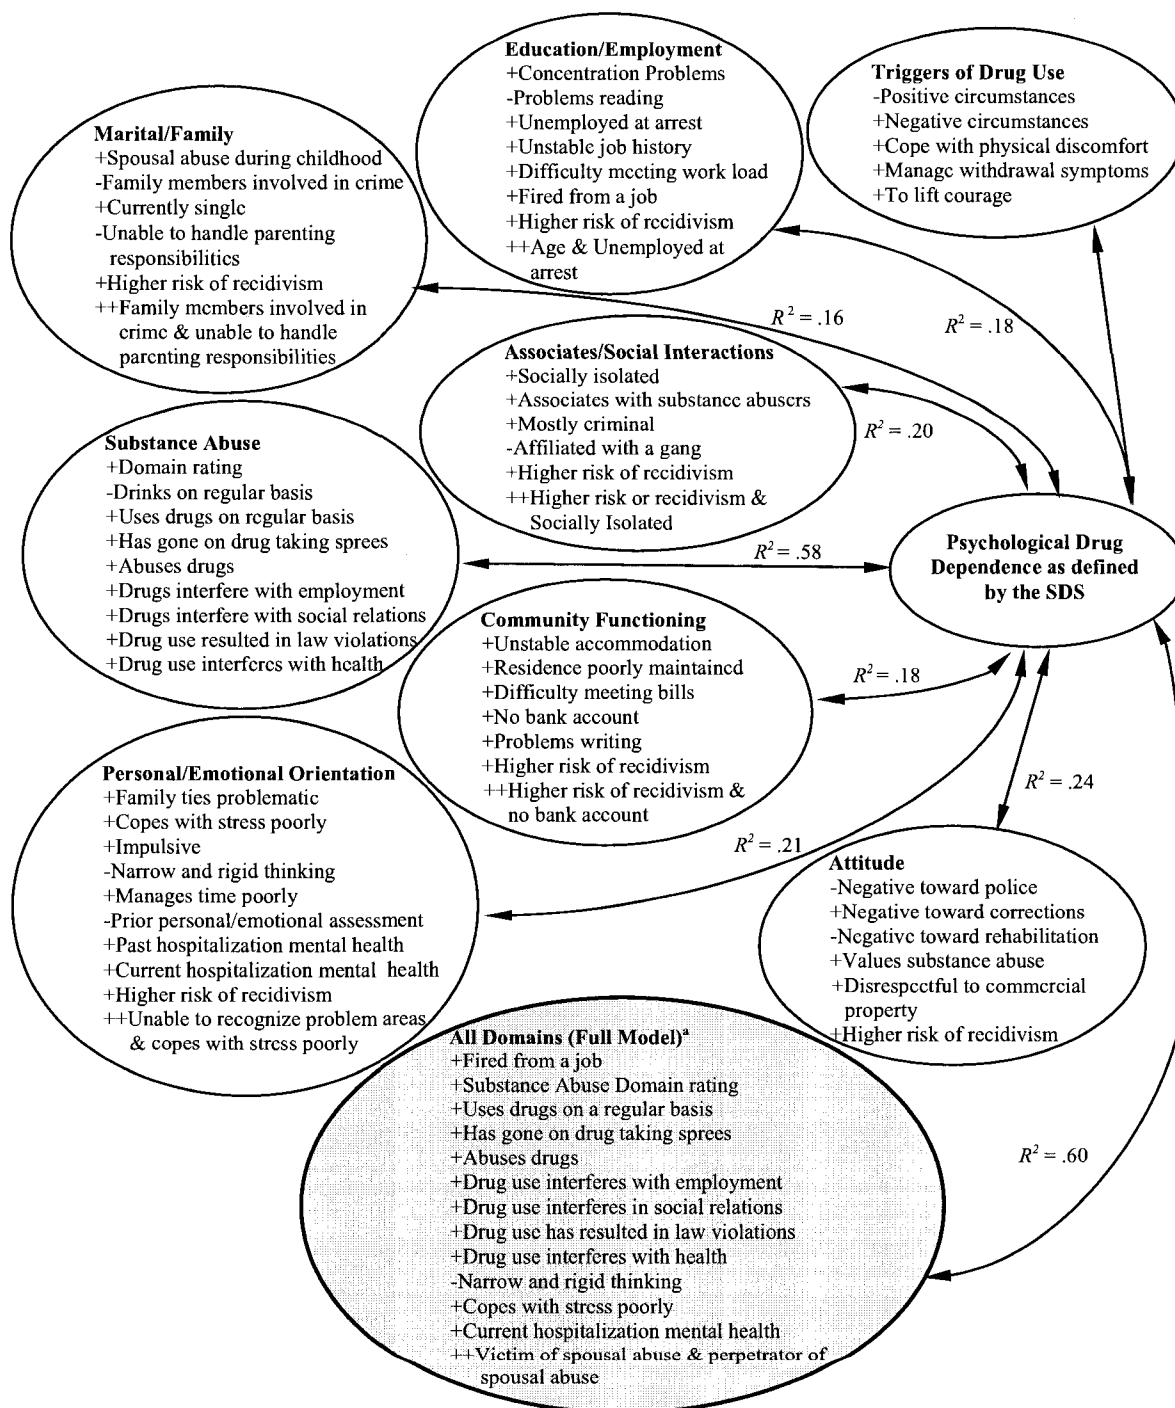 Education/Employment
+Concentration Problems
-Problems reading
+Unemployed at arrest
+Unstable job history
+Difficulty meeting work load
+Fired from a job
+Higher risk of recidivism
++Age & Unemployed at
arrest
Triggers of Drug Use
-Positive circumstances
+Negative circumstances
+Cope with physical discomfort
+Manage withdrawal symptoms
+To lift courage
Marital/Family
+Spousal abuse during childhood
-Family members involved in crime
+Currently single
-Unable to handle parenting
responsibilities
+Higher risk of recidivism
++Family members involved in
crime & unable to handle
parenting responsibilities
R² = .16
R² = .18
Associates/Social Interactions
+Socially isolated
+Associates with substance abusers
+Mostly criminal
-Affiliated with a gang
+Higher risk of recidivism
++Higher risk or recidivism &
Socially Isolated
R² = .20
Substance Abuse
+Domain rating
-Drinks on regular basis
+Uses drugs on regular basis
+Has gone on drug taking sprees
+Abuses drugs
+Drugs interfere with employment
+Drugs interfere with social relations
+Drug use resulted in law violations
+Drug use interferes with health
R² = .58
Psychological Drug
Dependence as defined
by the SDS
Community Functioning
+Unstable accommodation
+Residence poorly maintained
+Difficulty meeting bills
+No bank account
+Problems writing
+Higher risk of recidivism
++Higher risk of recidivism &
no bank account
R² = .18
R² = .24
R² = .21
Personal/Emotional Orientation
+Family ties problematic
+Copes with stress poorly
+Impulsive
-Narrow and rigid thinking
+Manages time poorly
-Prior personal/emotional assessment
+Past hospitalization mental health
+Current hospitalization mental health
+Higher risk of recidivism
++Unable to recognize problem areas
& copes with stress poorly
Attitude
-Negative toward police
+Negative toward corrections
-Negative toward rehabilitation
+Values substance abuse
+Disrespectful to commercial
property
+Higher risk of recidivism
All Domains (Full Model)ª
+Fired from a job
+Substance Abuse Domain rating
+Uses drugs on a regular basis
+Has gone on drug taking sprees
+Abuses drugs
+Drug use interferes with employment
+Drug use interferes in social relations
+Drug use has resulted in law violations
+Drug use interferes with health
-Narrow and rigid thinking
+Copes with stress poorly
+Current hospitalization mental health
++Victim of spousal abuse & perpetrator of
spousal abuse
R² = .60